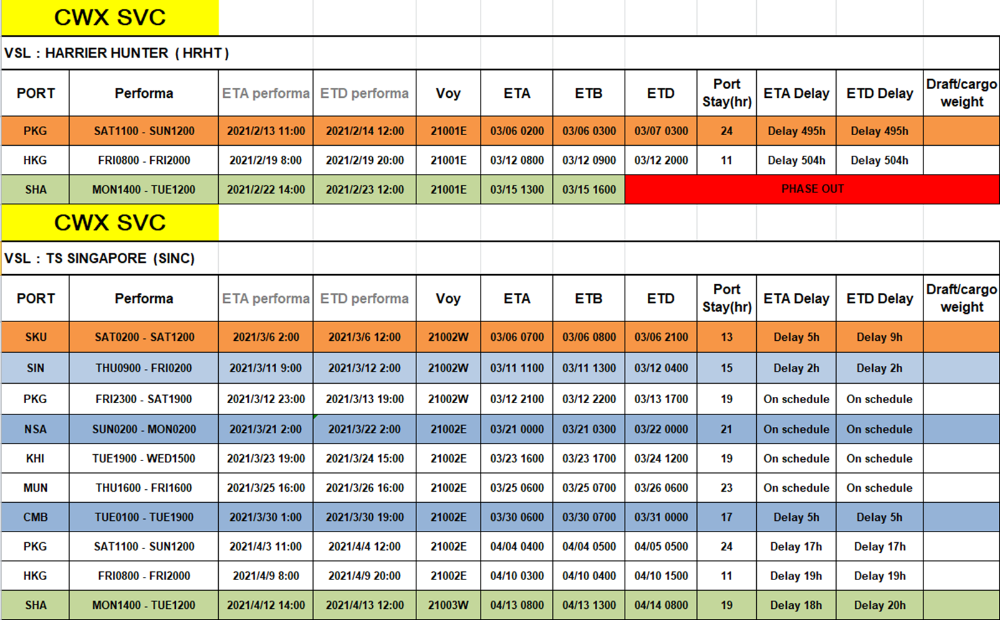 CWX SVC
VSL : HARRIER HUNTER ( HRHT )
PORT Performa ETA performa ETD performa Voy ETA ETB ETD Port Stay(hr) ETA Delay ETD Delay Draft/cargo weight
PKG SAT1100 - SUN1200 2021/2/13 11:00 2021/2/14 12:00 21001E 03/06 0200 03/06 0300 03/07 0300 24 Delay 495h Delay 495h
HKG FRI0800 - FRI2000 2021/2/19 8:00 2021/2/19 20:00 21001E 03/12 0800 03/12 0900 03/12 2000 11 Delay 504h Delay 504h
SHA MON1400 - TUE1200 2021/2/22 14:00 2021/2/23 12:00 21001E 03/15 1300 03/15 1600 PHASE OUT
CWX SVC
VSL : TS SINGAPORE (SINC)
PORT Performa ETA performa ETD performa Voy ETA ETB ETD Port Stay(hr) ETA Delay ETD Delay Draft/cargo weight
SKU SAT0200 - SAT1200 2021/3/6 2:00 2021/3/6 12:00 21002W 03/06 0700 03/06 0800 03/06 2100 13 Delay 5h Delay 9h
SIN THU0900 - FRI0200 2021/3/11 9:00 2021/3/12 2:00 21002W 03/11 1100 03/11 1300 03/12 0400 15 Delay 2h Delay 2h
PKG FRI2300 - SAT1900 2021/3/12 23:00 2021/3/13 19:00 21002W 03/12 2100 03/12 2200 03/13 1700 19 On schedule On schedule
NSA SUN0200 - MON0200 2021/3/21 2:00 2021/3/22 2:00 21002E 03/21 0000 03/21 0300 03/22 0000 21 On schedule On schedule
KHI TUE1900 - WED1500 2021/3/23 19:00 2021/3/24 15:00 21002E 03/23 1600 03/23 1700 03/24 1200 19 On schedule On schedule
MUN THU1600 - FRI1600 2021/3/25 16:00 2021/3/26 16:00 21002E 03/25 0600 03/25 0700 03/26 0600 23 On schedule On schedule
CMB TUE0100 - TUE1900 2021/3/30 1:00 2021/3/30 19:00 21002E 03/30 0600 03/30 0700 03/31 0000 17 Delay 5h Delay 5h
PKG SAT1100 - SUN1200 2021/4/3 11:00 2021/4/4 12:00 21002E 04/04 0400 04/04 0500 04/05 0500 24 Delay 17h Delay 17h
HKG FRI0800 - FRI2000 2021/4/9 8:00 2021/4/9 20:00 21002E 04/10 0300 04/10 0400 04/10 1500 11 Delay 19h Delay 19h
SHA MON1400 - TUE1200 2021/4/12 14:00 2021/4/13 12:00 21003W 04/13 0800 04/13 1300 04/14 0800 19 Delay 18h Delay 20h